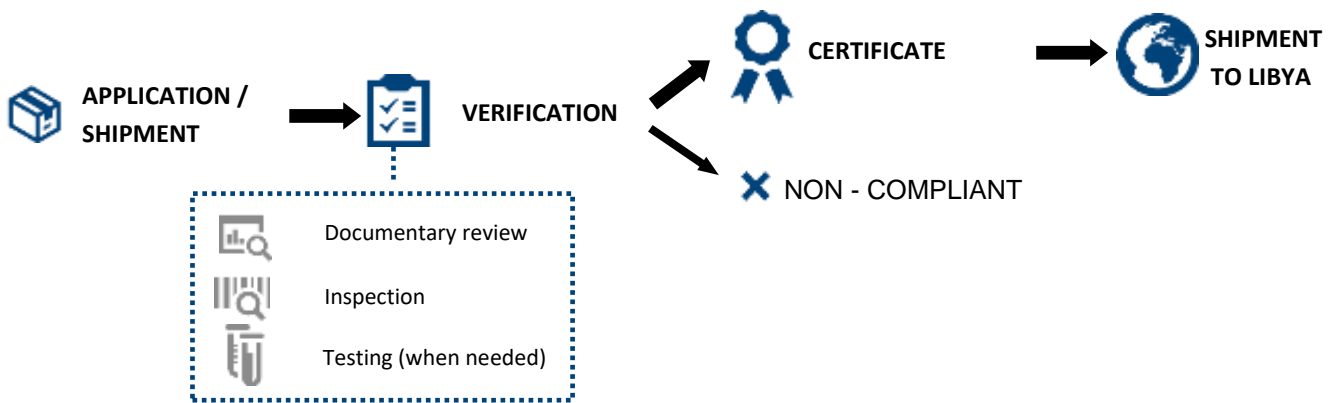 APPLICATION /
SHIPMENT
VERIFICATION
CERTIFICATE
SHIPMENT
TO LIBYA
NON - COMPLIANT
Documentary review
Inspection
Testing (when needed)